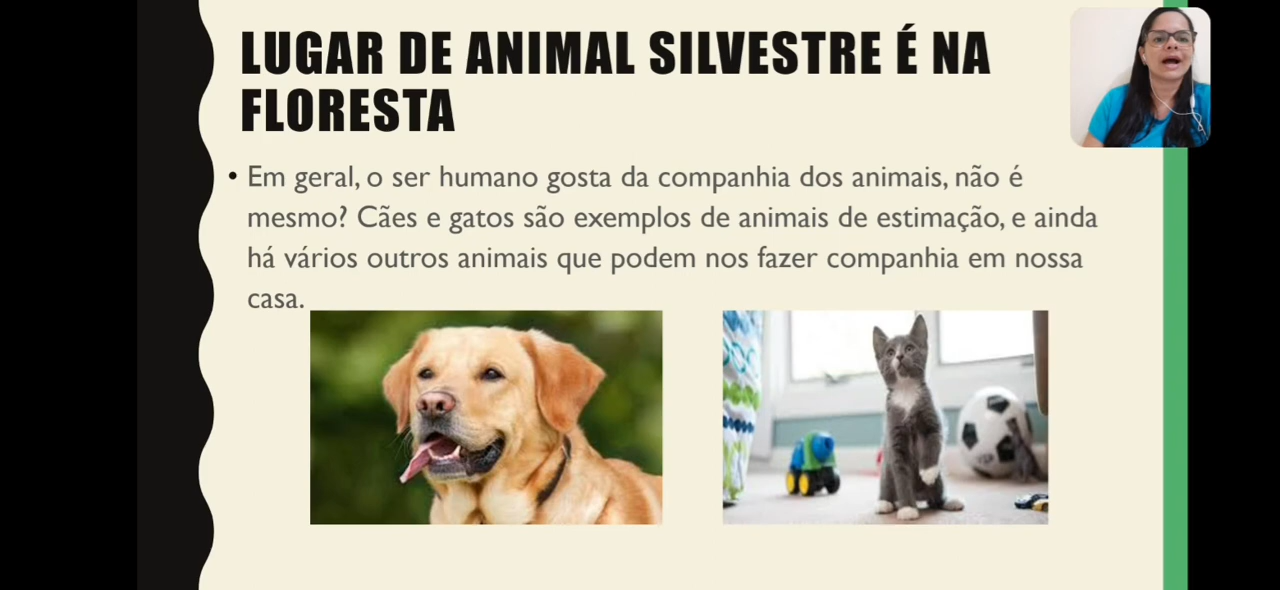 LUGAR DE ANIMAL SILVESTRE É NA
FLORESTA
• Em geral, o ser humano gosta da companhia dos animais, não é
mesmo? Cães e gatos são exemplos de animais de estimação, e ainda
há vários outros animais que podem nos fazer companhia em nossa
casa.